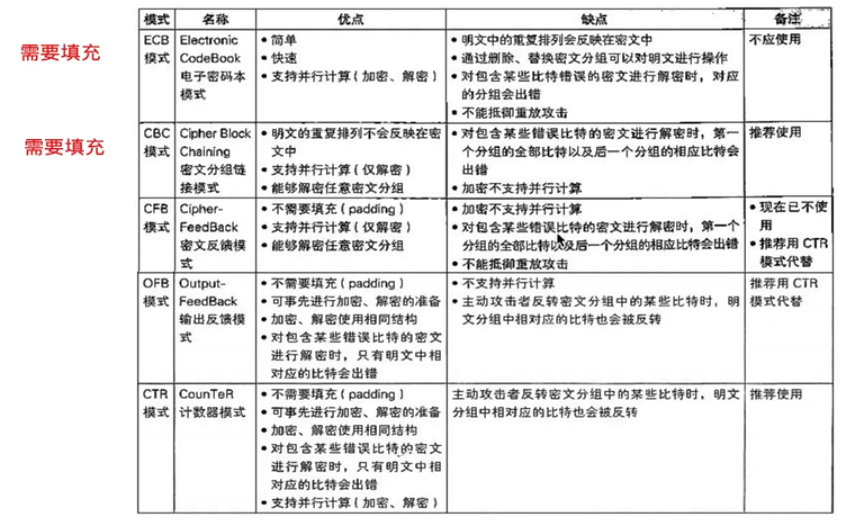 模式 名称 优点 缺点 备注
需要填充
ECB模式
Electronic
CodeBook
电子密码本
模式
• 简单
• 快速
• 支持并行计算（加密、解密）
• 明文中的重复排列会反映在密文中
• 通过删除、替换密文分组可以对明文进行操作
• 对包含某些比特错误的密文进行解密时，对应
的分组会出错
• 不能抵御重放攻击
不应使用
需要填充
CBC
模式
Cipher Block
Chaining
密文分组链
接模式
• 明文的重复排列不会反映在密
文中
• 支持并行计算（仅解密）
• 能够解密任意密文分组
• 对包含某些错误比特的密文进行解密时，第一
个分组的全部比特以及后一个分组的相应比特会
出错
• 加密不支持并行计算
推荐使用
CFB
模式
Cipher-
FeedBack
密文反馈模
式
• 不需要填充（padding）
• 支持并行计算（仅解密）
• 能够解密任意密文分组
• 加密不支持并行计算
• 对包含某些错误比特的密文进行解密时，第一个
分组的全部比特以及后一个分组的相应比特会出错
• 不能抵御重放攻击
• 现在已不使
用
• 推荐用 CTR
模式代替
OFB
模式
Output-
FeedBack
输出反馈模
式
• 不需要填充（padding）
• 可事先进行加密、解密的准备
• 加密、解密使用相同结构
• 对包含某些错误比特的密文
进行解密时，只有明文中相
对应的比特会出错
• 不支持并行计算
• 主动攻击者反转密文分组中的某些比特时，明
文分组中相对应的比特也会被反转
推荐用 CTR
模式代替
CTR
模式
CounTeR
计数器模式
• 不需要填充（padding）
• 可事先进行加密、解密的准备
• 加密、解密使用相同结构
• 对包含某些错误比特的密文
进行解密时，只有明文中相
对应的比特会出错
• 支持并行计算（加密、解密）
主动攻击者反转密文分组中的某些比特时，明文
分组中相对应的比特也会被反转
推荐使用